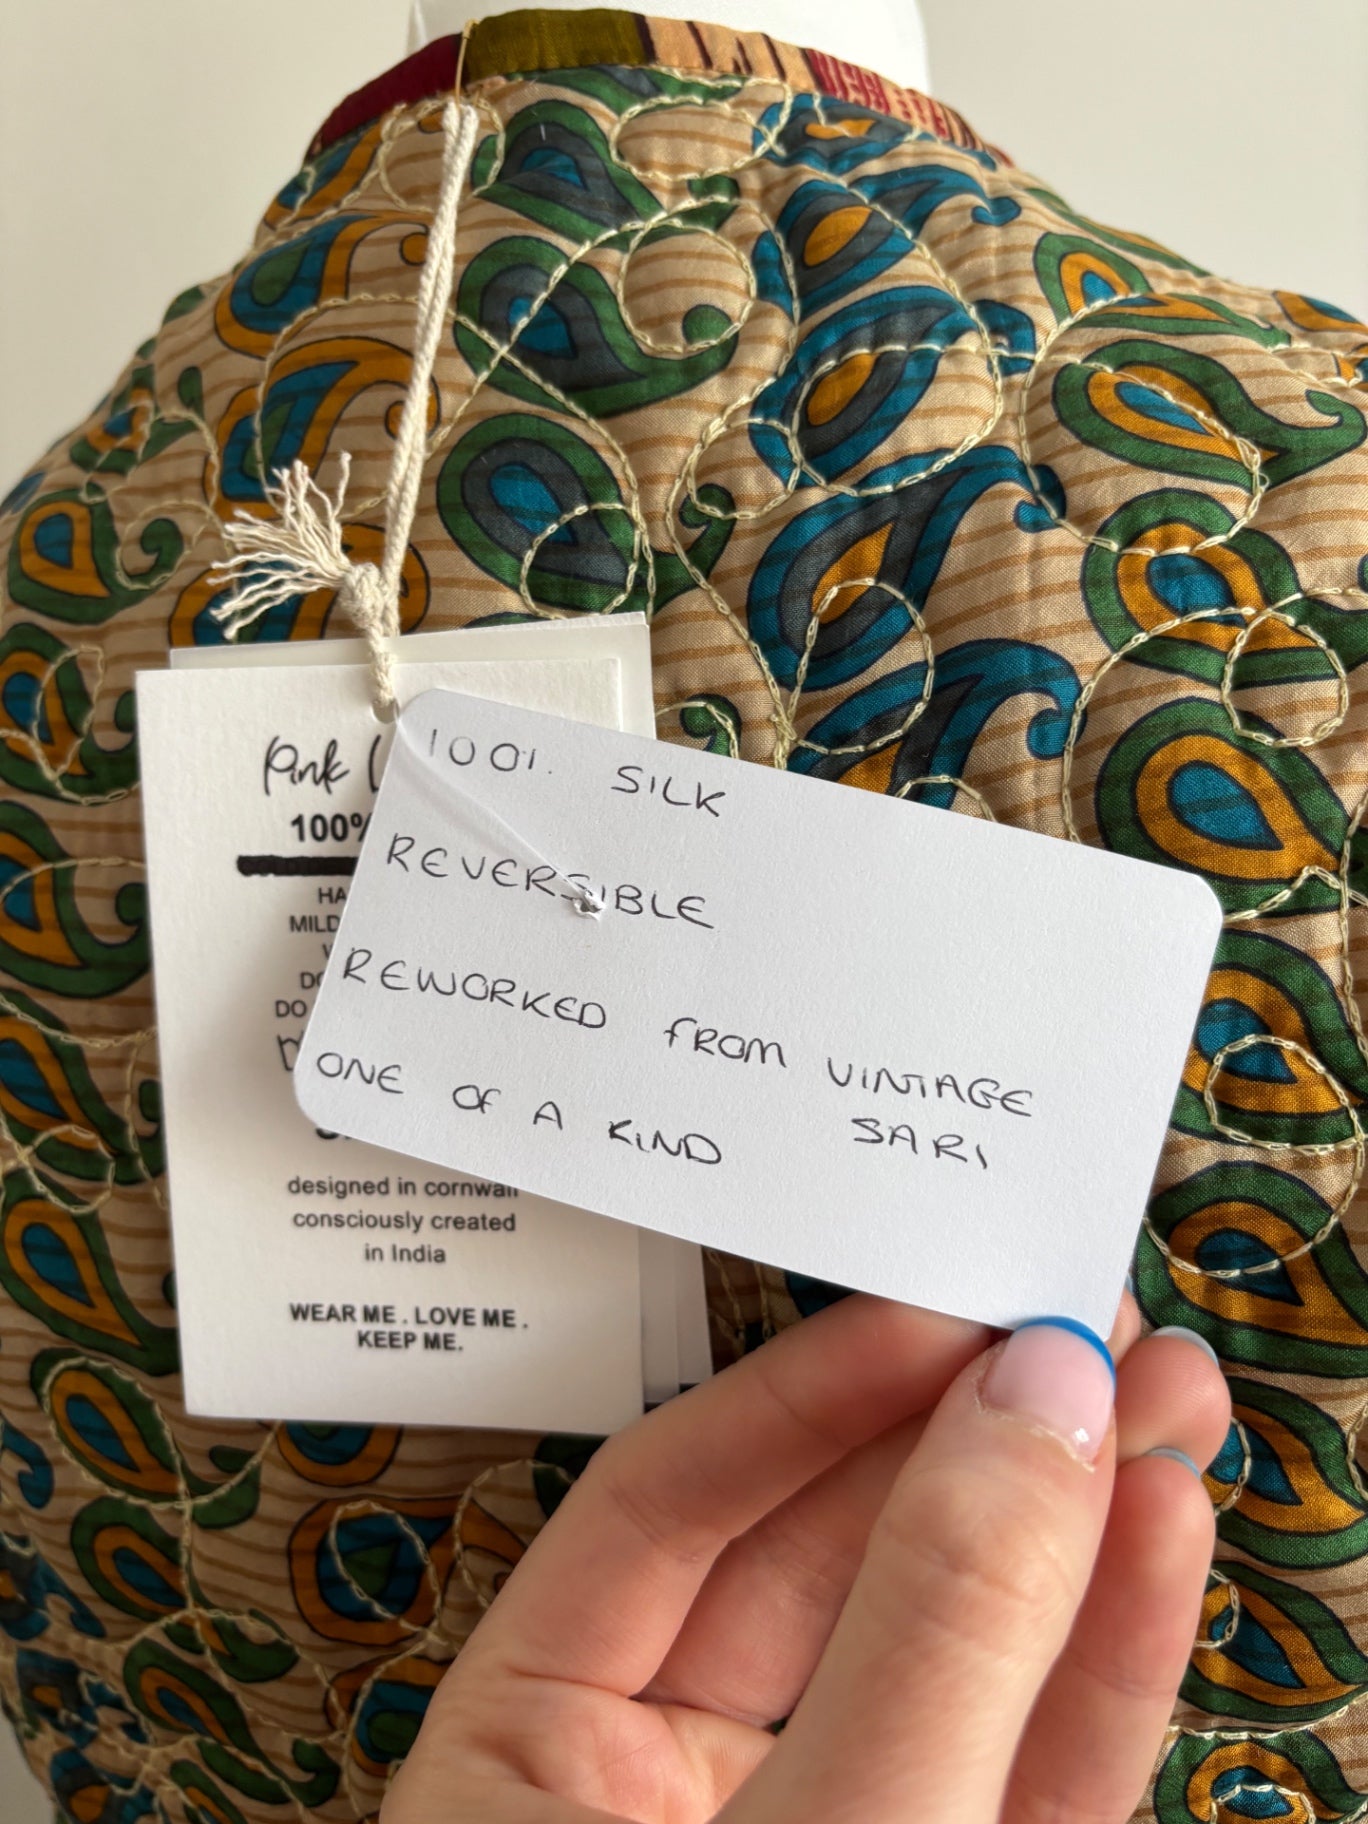 100%. SILK
REVERSIBLE
REWORKED FROM VINTAGE
SARI
ONE OF A KIND
Pink
100%
designed in cornwall
consciously created
in India
WEAR ME . LOVE ME .
KEEP ME.